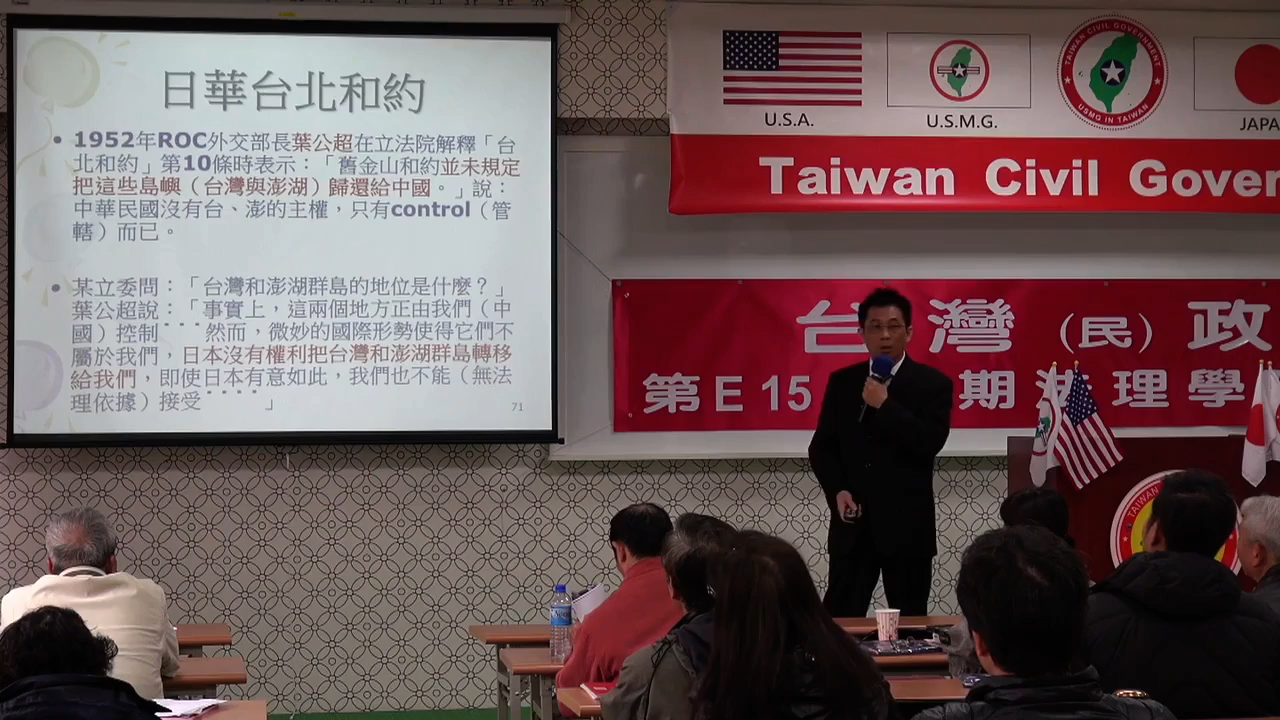 日華台北和約
• 1952年ROC外交部長葉公超在立法院解釋「台
北和約」第10條時表示：「舊金山和約並未規定
把這些島嶼（台灣與澎湖）歸還給中國。」說：
中華民國沒有台、澎的主權，只有control（管
轄）而已。
• 某立委問：「台灣和澎湖群島的地位是什麼？」
葉公超說：「事實上，這兩個地方正由我們（中
國）控制˙˙˙˙然而，微妙的國際形勢使得它們不
屬於我們，日本沒有權利把台灣和澎湖群島轉移
給我們，即使日本有意如此，我們也不能（無法
理依據）接受˙˙˙˙」
71
U.S.A.
U.S.M.G.
TAIWAN CIVIL GOVERNMENT
USMG IN TAIWAN
JAPA
Taiwan Civil Gover
台灣（民）政
第E15 期法理學
TAIWAN